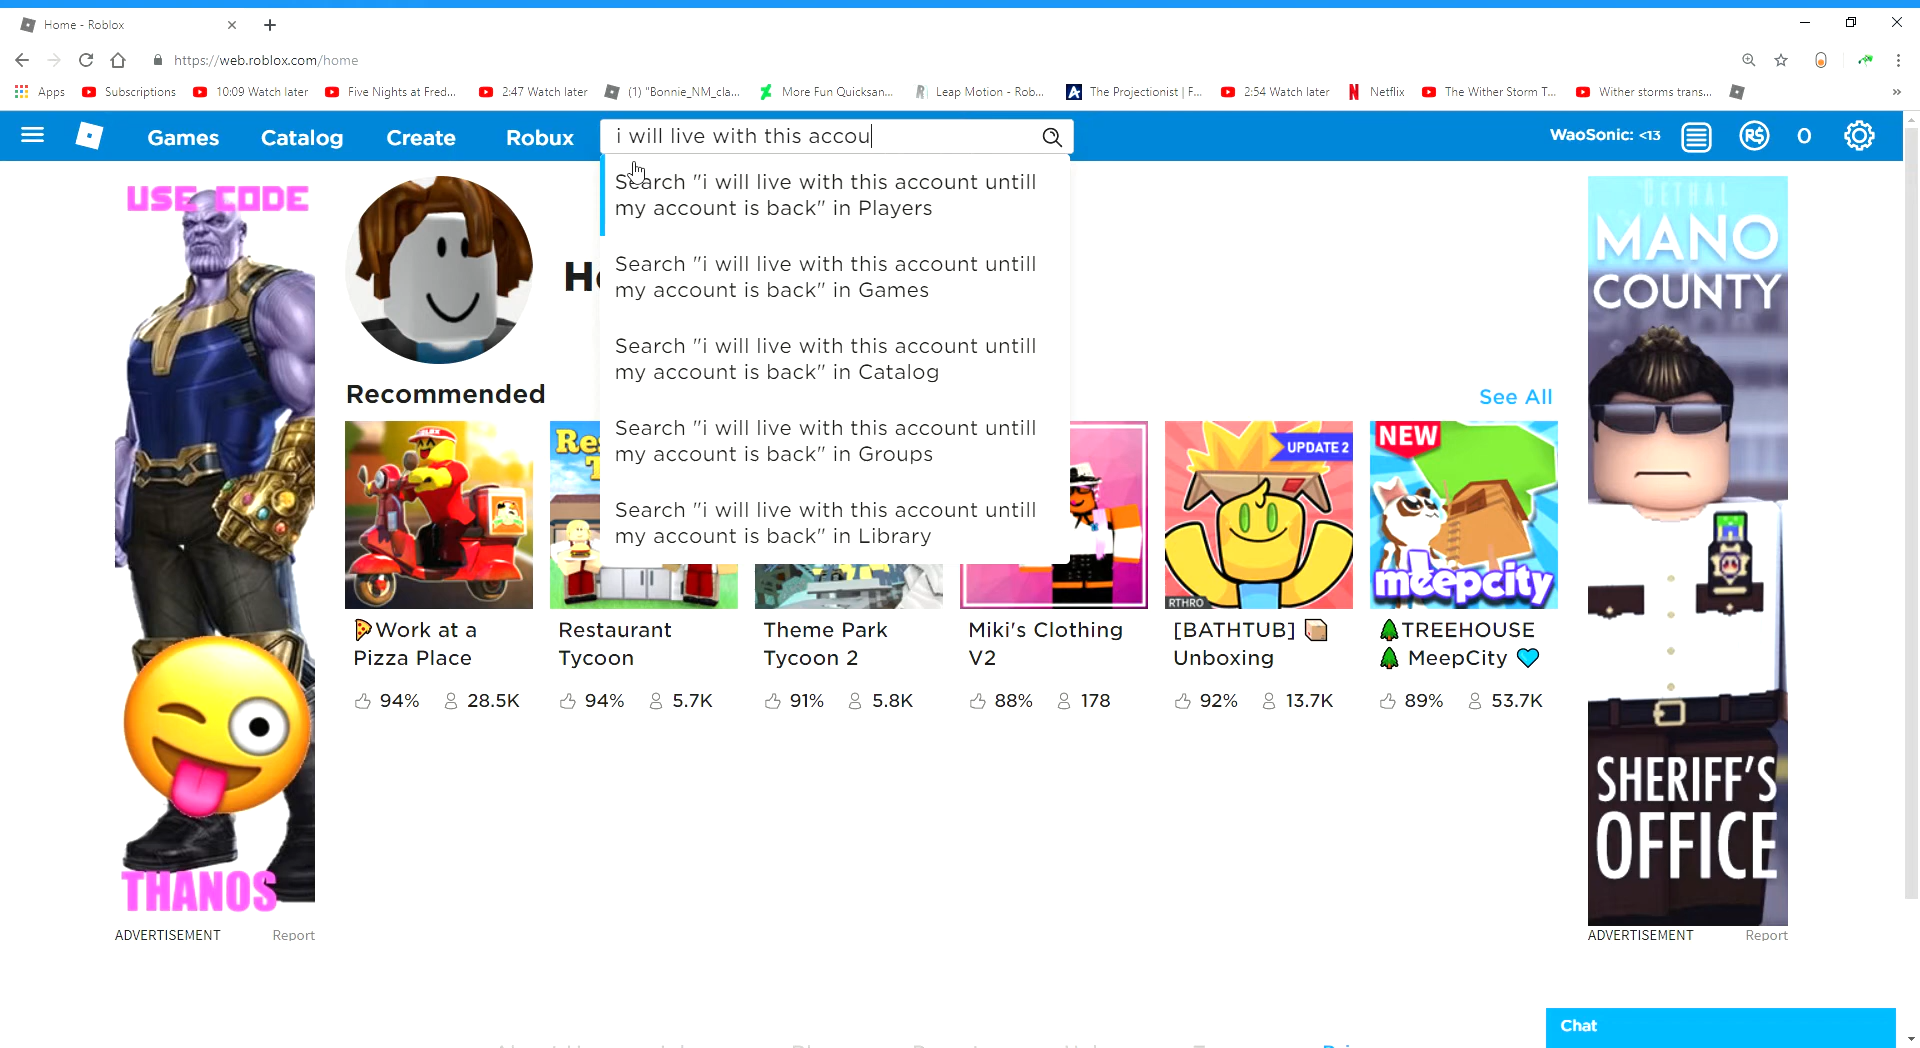 Home - Roblox
https://web.roblox.com/home
Apps Subscriptions 10:09 Watch later Five Nights at Fred... 2:47 Watch later (1) "Bonnie_NM_cla... More Fun Quicksan... Leap Motion - Rob... The Projectionist | F... 2:54 Watch later Netflix The Wither Storm T... Wither storms trans... »
Games Catalog Create Robux i will live with this accou WaoSonic: <13 R$ 0
Search "i will live with this account untill
my account is back" in Players
Search "i will live with this account untill
my account is back" in Games
Search "i will live with this account untill
my account is back" in Catalog
Search "i will live with this account untill
my account is back" in Groups
Search "i will live with this account untill
my account is back" in Library
USE CODE
THANOS
ADVERTISEMENT Report
Recommended See All
UPDATE 2
RTHRO
NEW
meepcity
Work at a
Pizza Place
94% 28.5K
Restaurant
Tycoon
94% 5.7K
Theme Park
Tycoon 2
91% 5.8K
Miki's Clothing
V2
88% 178
[BATHTUB]
Unboxing
92% 13.7K
TREEHOUSE
MeepCity
89% 53.7K
MANO
COUNTY
SHERIFF'S
OFFICE
ADVERTISEMENT Report
Chat